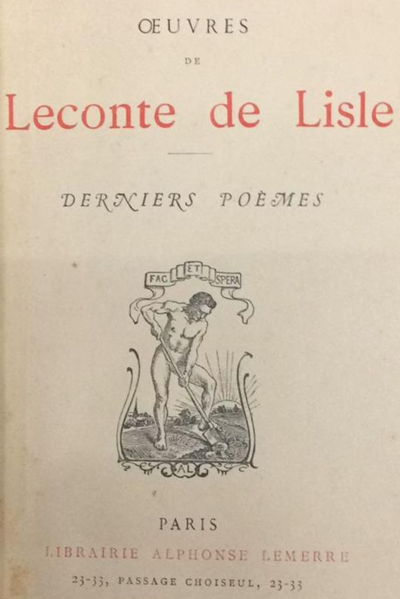 ŒUVRES
DE
Leconte de Lisle
DERNIERS POÈMES
FAC ET SPERA
AL
PARIS
LIBRAIRIE ALPHONSE LEMERRE
23-33, PASSAGE CHOISEUL, 23-33